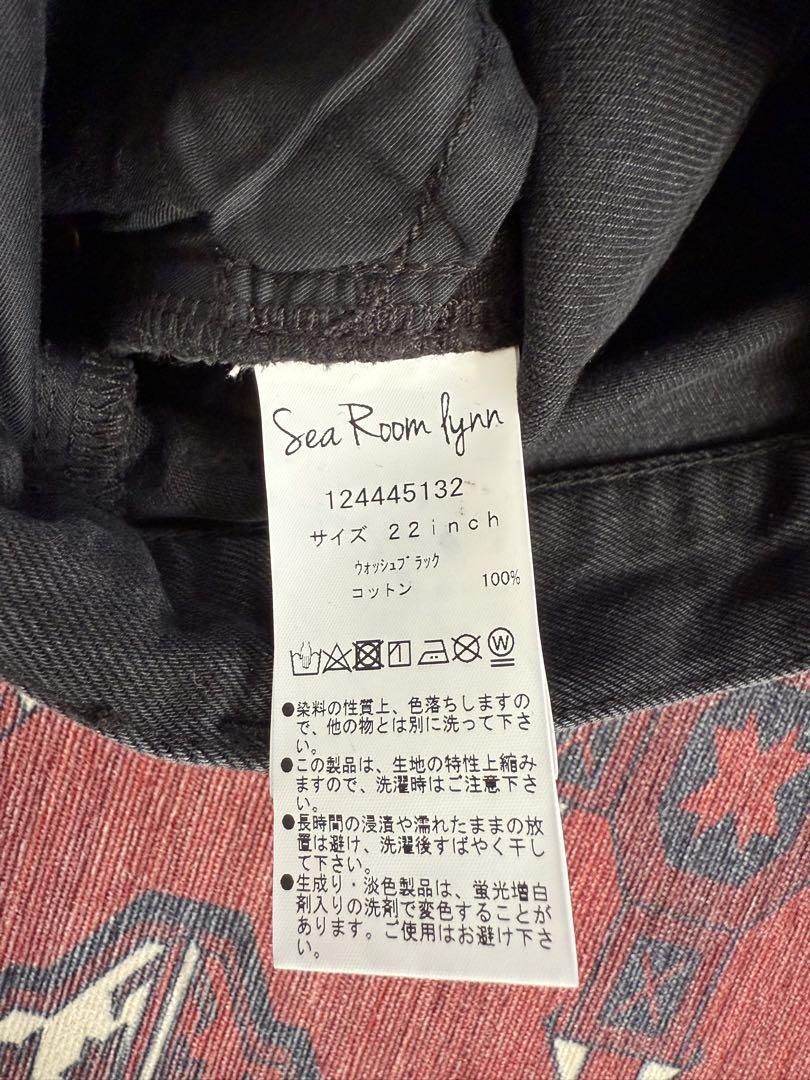 Sea Room lynn
124445132
サイズ 22inch
ウォッシュブラック
コットン 100%
W
●染料の性質上、色落ちしますの
で、他の物とは別に洗って下さ
い。
●この製品は、生地の特性上縮み
ますので、洗濯時はご注意下さ
い。
●長時間の浸漬や濡れたままの放
置は避け、洗濯後すばやく干し
て下さい。
●生成り・淡色製品は、蛍光増白
剤入りの洗剤で変色することが
あります。ご使用はお避け下さ
い。